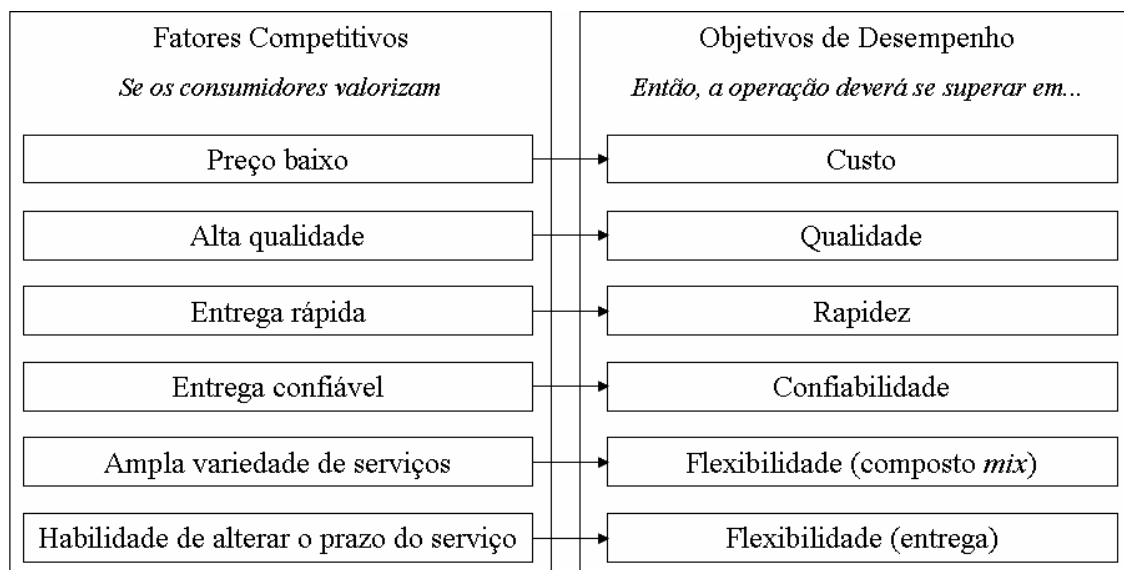 Fatores Competitivos
Se os consumidores valorizam
Preço baixo
Alta qualidade
Entrega rápida
Entrega confiável
Ampla variedade de serviços
Habilidade de alterar o prazo do serviço
Objetivos de Desempenho
Então, a operação deverá se superar em...
Custo
Qualidade
Rapidez
Confiabilidade
Flexibilidade (composto mix)
Flexibilidade (entrega)